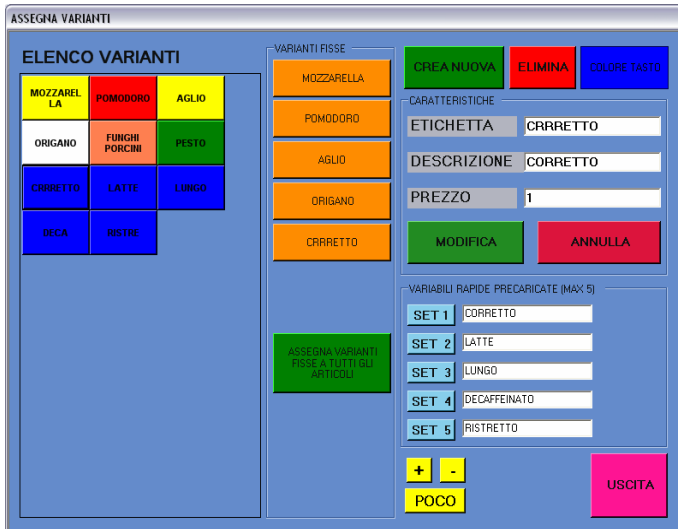 ASSEGNA VARIANTI
ELENCO VARIANTI
MOZZAREL
LA
POMODORO
AGLIO
ORIGANO
FUNGHI
PORCINI
PESTO
CRRRETTO
LATTE
LUNGO
DECA
RISTRE
VARIANTI FISSE
MOZZARELLA
POMODORO
AGLIO
ORIGANO
CRRRETTO
ASSEGNA VARIANTI
FISSE A TUTTI GLI
ARTICOLI
CREA NUOVA
ELIMINA
COLORE TASTO
CARATTERISTICHE
ETICHETTA CRRRETTO
DESCRIZIONE CORRETTO
PREZZO 1
MODIFICA
ANNULLA
VARIABILI RAPIDE PRECARICATE (MAX 5)
SET 1 CORRETTO
SET 2 LATTE
SET 3 LUNGO
SET 4 DECAFFEINATO
SET 5 RISTRETTO
+ -
POCO
USCITA